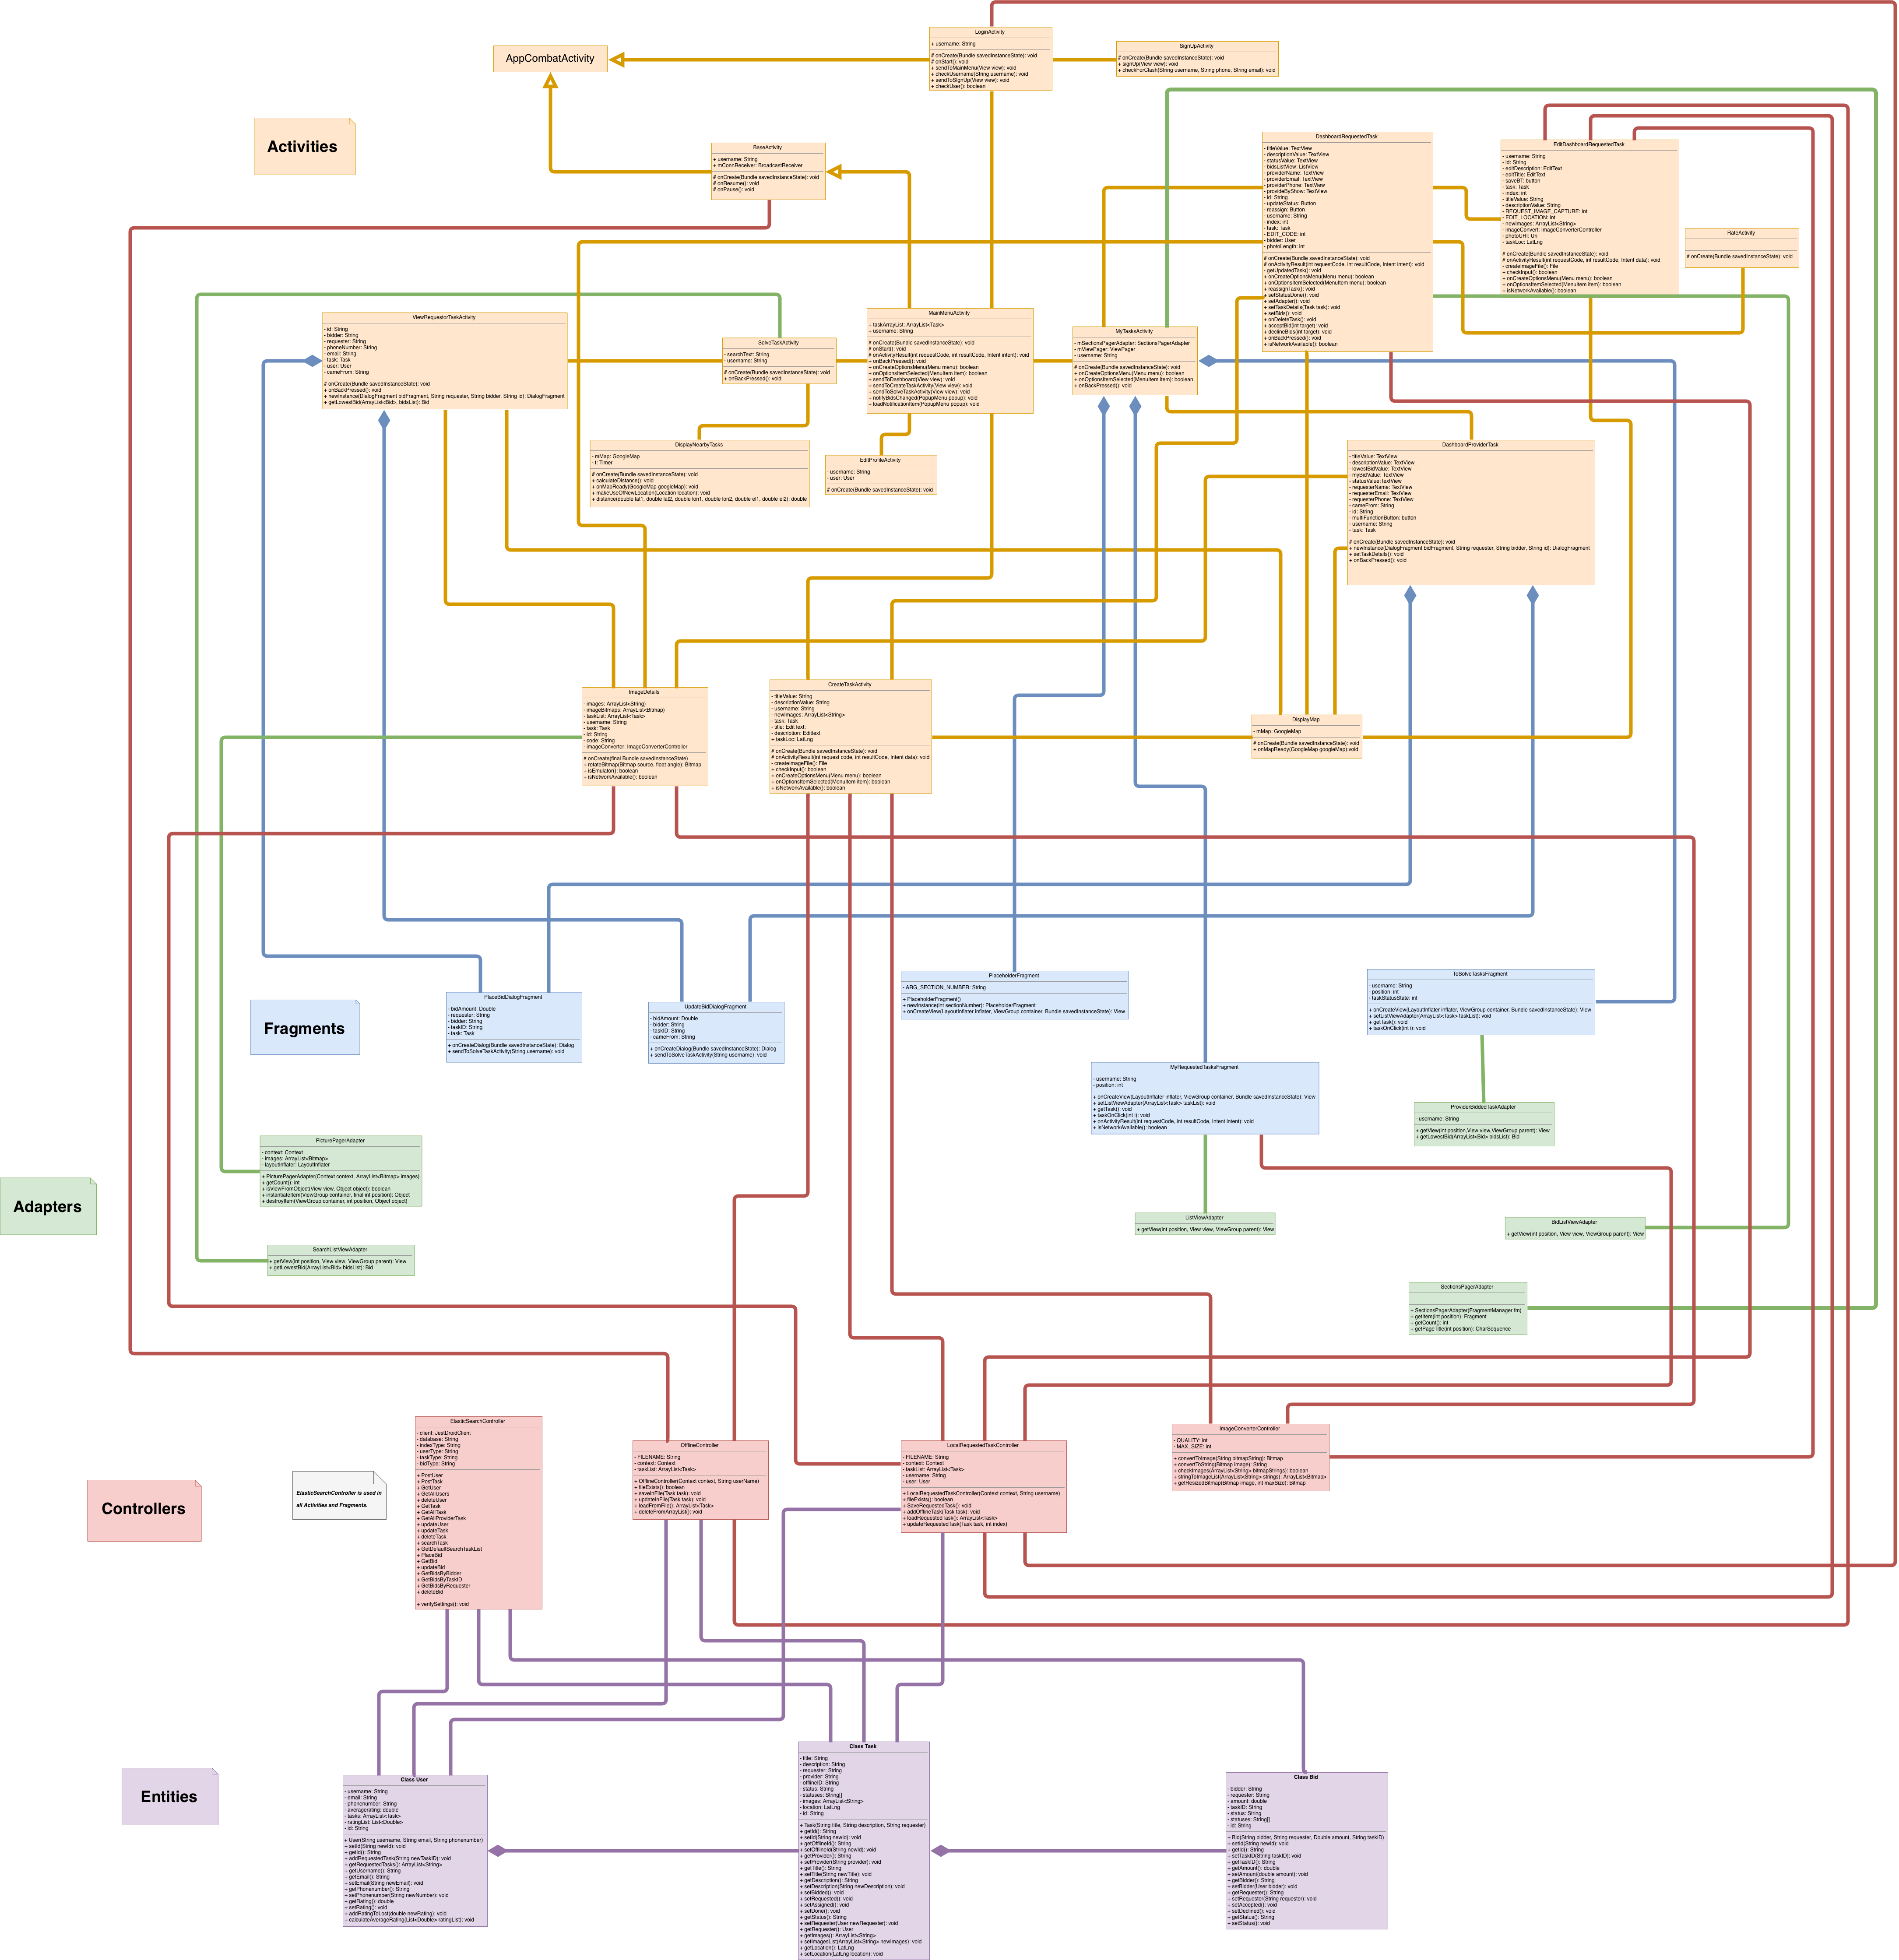 LoginActivity
+ username: String
# onCreate(Bundle savedInstanceState): void
# onStart(): void
+ sendToMainMenu(View view): void
+ checkUsername(String username): void
+ sendToSignUp(View view): void
+ checkUser(): boolean
SignUpActivity
# onCreate(Bundle savedInstanceState): void
+ signUp(View view): void
+ checkForClash(String username, String phone, String email): void
AppCombatActivity
Activities
BaseActivity
+ username: String
+ mConnReceiver: BroadcastReceiver
# onCreate(Bundle savedInstanceState): void
# onResume(): void
# onPause(): void
DashboardRequestedTask
- titleValue: TextView
- descriptionValue: TextView
- statusValue: TextView
- bidsListView: ListView
- providerName: TextView
- providerEmail: TextView
- providerPhone: TextView
- provideByShow: TextView
- id: String
- updateStatus: Button
- reassign: Button
- username: String
- index: int
- task: Task
- EDIT_CODE: int
- bidder: User
- photoLength: int
# onCreate(Bundle savedInstanceState): void
# onActivityResult(int requestCode, int resultCode, Intent intent): void
- getUpdatedTask(): void
+ onCreateOptionsMenu(Menu menu): boolean
+ onOptionsItemSelected(MenuItem menu): boolean
+ reassignTask(): void
+ setStatusDone(): void
+ setAdapter(): void
+ setTaskDetails(Task task): void
+ setBids(): void
+ onDeleteTask(): void
+ acceptBid(int target): void
+ declineBids(int target): void
+ onBackPressed(): void
+ isNetworkAvailable(): boolean
EditDashboardRequestedTask
- username: String
- id: String
- editDescription: EditText
- editTitle: EditText
- saveBT: button
- task: Task
- index: int
- titleValue: String
- descriptionValue: String
- REQUEST_IMAGE_CAPTURE: int
- EDIT_LOCATION: int
- newImages: ArrayList<String>
- imageConvert: ImageConverterController
- photoURI: Uri
- taskLoc: LatLng
# onCreate(Bundle savedInstanceState): void
# onActivityResult(int requestCode, int resultCode, Intent data): void
- createImageFile(): File
+ checkInput(): boolean
+ onCreateOptionsMenu(Menu menu): boolean
+ onOptionsItemSelected(MenuItem item): boolean
+ isNetworkAvailable(): boolean
RateActivity
# onCreate(Bundle savedInstanceState): void
ViewRequestorTaskActivity
- id: String
- bidder: String
- requester: String
- phoneNumber: String
- email: String
- task: Task
- user: User
- cameFrom: String
# onCreate(Bundle savedInstanceState): void
+ onBackPressed(): void
+ newInstance(DialogFragment bidFragment, String requester, String bidder, String id): DialogFragment
+ getLowestBid(ArrayList<Bid>, bidsList): Bid
SolveTaskActivity
- searchText: String
- username: String
# onCreate(Bundle savedInstanceState): void
+ onBackPressed(): void
MainMenuActivity
+ taskArrayList: ArrayList<Task>
+ username: String
# onCreate(Bundle savedInstanceState): void
# onStart(): void
# onActivityResult(int requestCode, int resultCode, Intent intent): void
+ onBackPressed(): void
+ onCreateOptionsMenu(Menu menu): boolean
+ onOptionsItemSelected(MenuItem item): boolean
+ sendToDashboard(View view): void
+ sendToCreateTaskActivity(View view): void
+ sendToSolveTaskActivity(View view): void
+ notifyBidsChanged(PopupMenu popup): void
+ loadNotificationItem(PopupMenu popup): void
MyTasksActivity
- mSectionsPagerAdapter: SectionsPagerAdapter
- mViewPager: ViewPager
- username: String
# onCreate(Bundle savedInstanceState): void
+ onCreateOptionsMenu(Menu menu): boolean
+ onOptionsItemSelected(MenuItem item): boolean
+ onBackPressed(): void
DisplayNearbyTasks
- mMap: GoogleMap
- t: Timer
# onCreate(Bundle savedInstanceState): void
+ calculateDistance(): void
+ onMapReady(GoogleMap googleMap): void
+ makeUseOfNewLocation(Location location): void
+ distance(double lat1, double lat2, double lon1, double lon2, double el1, double el2): double
EditProfileActivity
- username: String
- user: User
# onCreate(Bundle savedInstanceState): void
DashboardProviderTask
- titleValue: TextView
- descriptionValue: TextView
- lowestBidValue: TextView
- myBidValue: TextView
- statusValue:TextView
- requesterName: TextView
- requesterEmail: TextView
- requesterPhone: TextView
- cameFrom: String
- id: String
- multiFunctionButton: button
- username: String
- task: Task
# onCreate(Bundle savedInstanceState): void
+ newInstance(DialogFragment bidFragment, String requester, String bidder, String id): DialogFragment
+ setTaskDetails(): void
+ onBackPressed(): void
ImageDetails
- images: ArrayList<String)
- imageBitmaps: ArrayList<Bitmap)
- taskList: ArrayList<Task>
- username: String
- task: Task
- id: String
- code: String
- imageConverter: ImageConverterController
# onCreate(final Bundle savedInstanceState)
+ rotateBitmap(Bitmap source, float angle): Bitmap
+ isEmulator(): boolean
+ isNetworkAvailable(): boolean
CreateTaskActivity
- titleValue: String
- descriptionValue: String
- username: String
- newImages: ArrayList<String>
- task: Task
- title: EditText:
- description: Edittext
+ taskLoc: LatLng
# onCreate(Bundle savedInstanceState): void
# onActivityResult(int request code, int resultCode, Intent data): void
- createImageFile(): File
+ checkInput(): boolean
+ onCreateOptionsMenu(Menu menu): boolean
+ onOptionsItemSelected(MenuItem item): boolean
+ isNetworkAvailable(): boolean
DisplayMap
- mMap: GoogleMap
# onCreate(Bundle savedInstanceState): void
+ onMapReady(GoogleMap googleMap):void
Fragments
PlaceBidDialogFragment
- bidAmount: Double
- requester: String
- bidder: String
- taskID: String
- task: Task
+ onCreateDialog(Bundle savedInstanceState): Dialog
+ sendToSolveTaskActivity(String username): void
UpdateBidDialogFragment
- bidAmount: Double
- bidder: String
- taskID: String
- cameFrom: String
+ onCreateDialog(Bundle savedInstanceState): Dialog
+ sendToSolveTaskActivity(String username): void
PlaceholderFragment
- ARG_SECTION_NUMBER: String
+ PlaceholderFragment()
+ newInstance(int sectionNumber): PlaceholderFragment
+ onCreateView(LayoutInflater inflater, ViewGroup container, Bundle savedInstanceState): View
ToSolveTasksFragment
- username: String
- position: int
- taskStatusState: int
+ onCreateView(LayoutInflater inflater, ViewGroup container, Bundle savedInstanceState): View
+ setListViewAdapter(ArrayList<Task> taskList): void
+ getTask(): void
+ taskOnClick(int i): void
MyRequestedTasksFragment
- username: String
- position: int
+ onCreateView(LayoutInflater inflater, ViewGroup container, Bundle savedInstanceState): View
+ setListViewAdapter(ArrayList<Task> taskList): void
+ getTask(): void
+ taskOnClick(int i): void
+ onActivityResult(int requestCode, int resultCode, Intent intent): void
+ isNetworkAvailable(): boolean
ProviderBiddedTaskAdapter
- username: String
+ getView(int position,View view,ViewGroup parent): View
+ getLowestBid(ArrayList<Bid> bidsList): Bid
Adapters
PicturePagerAdapter
- context: Context
- images: ArrayList<Bitmap>
- layoutInflater: LayoutInflater
+ PicturePagerAdapter(Context context, ArrayList<Bitmap> images)
+ getCount(): int
+ isViewFromObject(View view, Object object): boolean
+ instantiateItem(ViewGroup container, final int position): Object
+ destroyItem(ViewGroup container, int position, Object object)
ListViewAdapter
+ getView(int position, View view, ViewGroup parent): View
BidListViewAdapter
+ getView(int position, View view, ViewGroup parent): View
SearchListViewAdapter
+ getView(int position, View view, ViewGroup parent): View
+ getLowestBid(ArrayList<Bid> bidsList): Bid
SectionsPagerAdapter
+ SectionsPagerAdapter(FragmentManager fm)
+ getItem(int position): Fragment
+ getCount(): int
+ getPageTitle(int position): CharSequence
Controllers
ElasticSearchController is used in
all Activities and Fragments.
ElasticSearchController
- client: JestDroidClient
- database: String
- indexType: String
- userType: String
- taskType: String
- bidType: String
+ PostUser
+ PostTask
+ GetUser
+ GetAllUsers
+ deleteUser
+ GetTask
+ GetAllTask
+ GetAllProviderTask
+ updateUser
+ updateTask
+ deleteTask
+ searchTask
+ GetDefaultSearchTaskList
+ PlaceBid
+ GetBid
+ updateBid
+ GetBidsByBidder
+ GetBidsByTaskID
+ GetBidsByRequester
+ deleteBid
+ verifySettings(): void
OfflineController
- FILENAME: String
- context: Context
- taskList: ArrayList<Task>
+ OfflineController(Context context, String userName)
+ fileExists(): boolean
+ saveInFile(Task task): void
+ updateInFile(Task task): void
+ loadFromFile(): ArrayList<Task>
+ deleteFromArrayList(): void
LocalRequestedTaskController
- FILENAME: String
- context: Context
- taskList: ArrayList<Task>
- username: String
- user: User
+ LocalRequestedTaskController(Context context, String username)
+ fileExists(): boolean
+ SaveRequestedTask(): void
+ addOfflineTask(Task task): void
+ loadRequestedTask(): ArrayList<Task>
+ updateRequestedTask(Task task, int index)
ImageConverterController
- QUALITY: int
- MAX_SIZE: int
+ convertToImage(String bitmapString): Bitmap
+ convertToString(Bitmap image): String
+ checkImages(ArrayList<String> bitmapStrings): boolean
+ stringToImageList(ArrayList<String> strings): ArrayList<Bitmap>
+ getResizedBitmap(Bitmap image, int maxSize): Bitmap
Entities
Class User
- username: String
- email: String
- phonenumber: String
- averagerating: double
- tasks: ArrayList<Task>
- ratingList: List<Double>
- id: String
+ User(String username, String email, String phonenumber)
+ setId(String newId): void
+ getId(): String
+ addRequestedTask(String newTaskID): void
+ getRequestedTasks(): ArrayList<String>
+ getUsername(): String
+ getEmail(): String
+ setEmail(String newEmail): void
+ getPhonenumber(): String
+ setPhonenumber(String newNumber): void
+ getRating(): double
+ setRating(): void
+ addRatingToLost(double newRating): void
+ calculateAverageRating(List<Double> ratingList): void
Class Task
- title: String
- description: String
- requester: String
- provider: String
- offlineID: String
- status: String
- statuses: String[]
- images: ArrayList<String>
- location: LatLng
- id: String
+ Task(String title, String description, String requester)
+ getId(): String
+ setId(String newId): void
+ getOfflineId(): String
+ setOfflineId(String newId): void
+ getProvider(): String
+ setProvider(String provider): void
+ getTitle(): String
+ setTitle(String newTitle): void
+ getDescription(): String
+ setDescription(String newDescription): void
+ setBidded(): void
+ setRequested(): void
+ setAssigned(): void
+ setDone(): void
+ getStatus(): String
+ setRequester(User newRequester): void
+ getRequester(): User
+ getImages(): ArrayList<String>
+ setImagesList(ArrayList<String> newImages): void
+ getLocation(): LatLng
+ setLocation(LatLng location): void
Class Bid
- bidder: String
- requester: String
- amount: double
- taskID: String
- status: String
- statuses: String[]
- id: String
+ Bid(String bidder, String requester, Double amount, String taskID)
+ setId(String newId): void
+ getId(): String
+ setTaskID(String taskID): void
+ getTaskID(): String
+ getAmount(): double
+ setAmount(double amount): void
+ getBidder(): String
+ setBidder(User bidder): void
+ getRequester(): String
+ setRequester(String requester): void
+ setAccepted(): void
+ setDeclined(): void
+ getStatus(): String
+ setStatus(): void